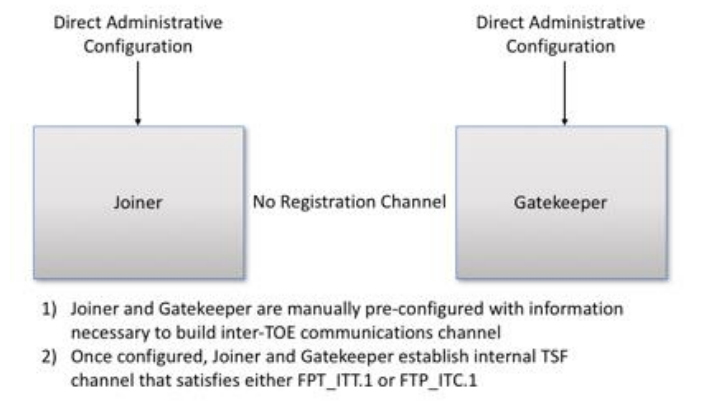 Direct Administrative
Configuration
Direct Administrative
Configuration
Joiner
No Registration Channel
Gatekeeper
1) Joiner and Gatekeeper are manually pre-configured with information
necessary to build inter-TOE communications channel
2) Once configured, Joiner and Gatekeeper establish internal TSF
channel that satisfies either FPT_ITT.1 or FTP_ITC.1